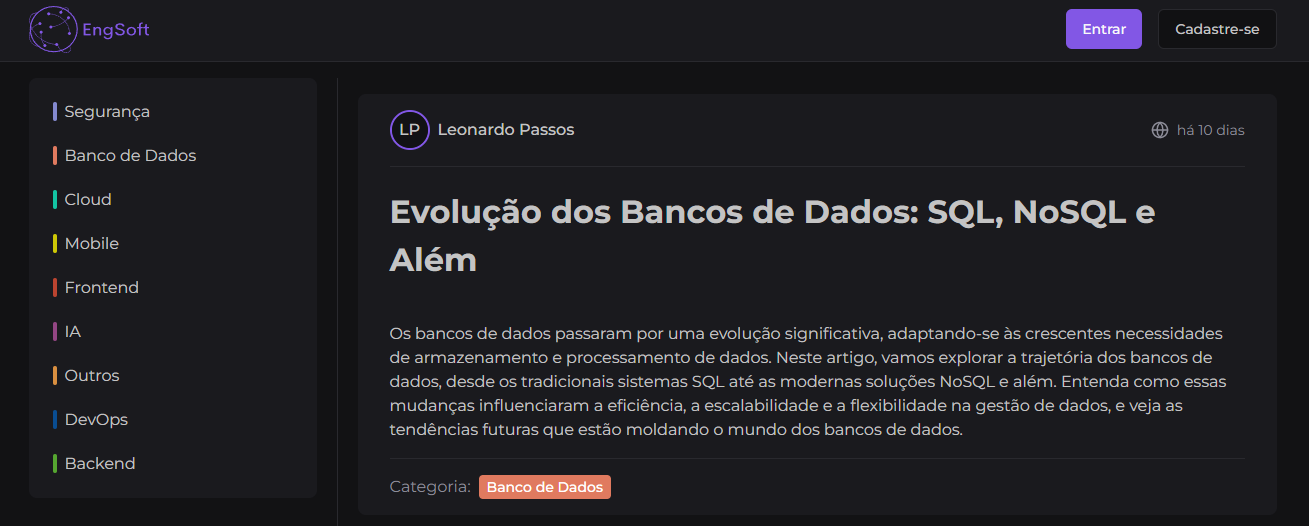 EngSoft
Entrar
Cadastre-se
Segurança
Banco de Dados
Cloud
Mobile
Frontend
IA
Outros
DevOps
Backend
LP
Leonardo Passos
há 10 dias
Evolução dos Bancos de Dados: SQL, NoSQL e
Além
Os bancos de dados passaram por uma evolução significativa, adaptando-se às crescentes necessidades
de armazenamento e processamento de dados. Neste artigo, vamos explorar a trajetória dos bancos de
dados, desde os tradicionais sistemas SQL até as modernas soluções NoSQL e além. Entenda como essas
mudanças influenciaram a eficiência, a escalabilidade e a flexibilidade na gestão de dados, e veja as
tendências futuras que estão moldando o mundo dos bancos de dados.
Categoria: Banco de Dados